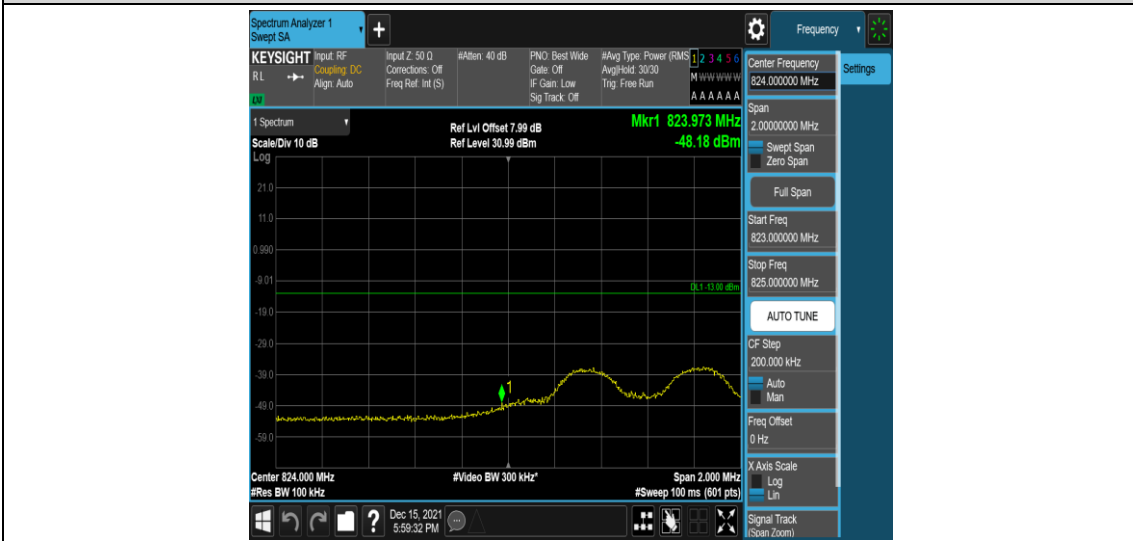 Spectrum Analyzer 1
Swept SA
+
Frequency
KEYSIGHT
RL
LXI
Input: RF
Coupling: DC
Align: Auto
Input Z: 50 Ω
Corrections: Off
Freq Ref: Int (S)
#Atten: 40 dB
PNO: Best Wide
Gate: Off
IF Gain: Low
Sig Track: Off
#Avg Type: Power (RMS
Avg|Hold: 30/30
Trig: Free Run
1 2 3 4 5 6
M W W W W W
A A A A A A
1 Spectrum
Scale/Div 10 dB
Log
Ref Lvl Offset 7.99 dB
Ref Level 30.99 dBm
Mkr1 823.973 MHz
-48.18 dBm
21.0
11.0
0.990
-9.01
DL1 -13.00 dBm
-19.0
-29.0
-39.0
1
-49.0
-59.0
Center 824.000 MHz
#Video BW 300 kHz*
Span 2.000 MHz
#Res BW 100 kHz
#Sweep 100 ms (601 pts)
?
Dec 15, 2021
5:59:32 PM
Center Frequency
824.000000 MHz
Settings
Span
2.00000000 MHz
Swept Span
Zero Span
Full Span
Start Freq
823.000000 MHz
Stop Freq
825.000000 MHz
AUTO TUNE
CF Step
200.000 kHz
Auto
Man
Freq Offset
0 Hz
X Axis Scale
Log
Lin
Signal Track
(Span Zoom)